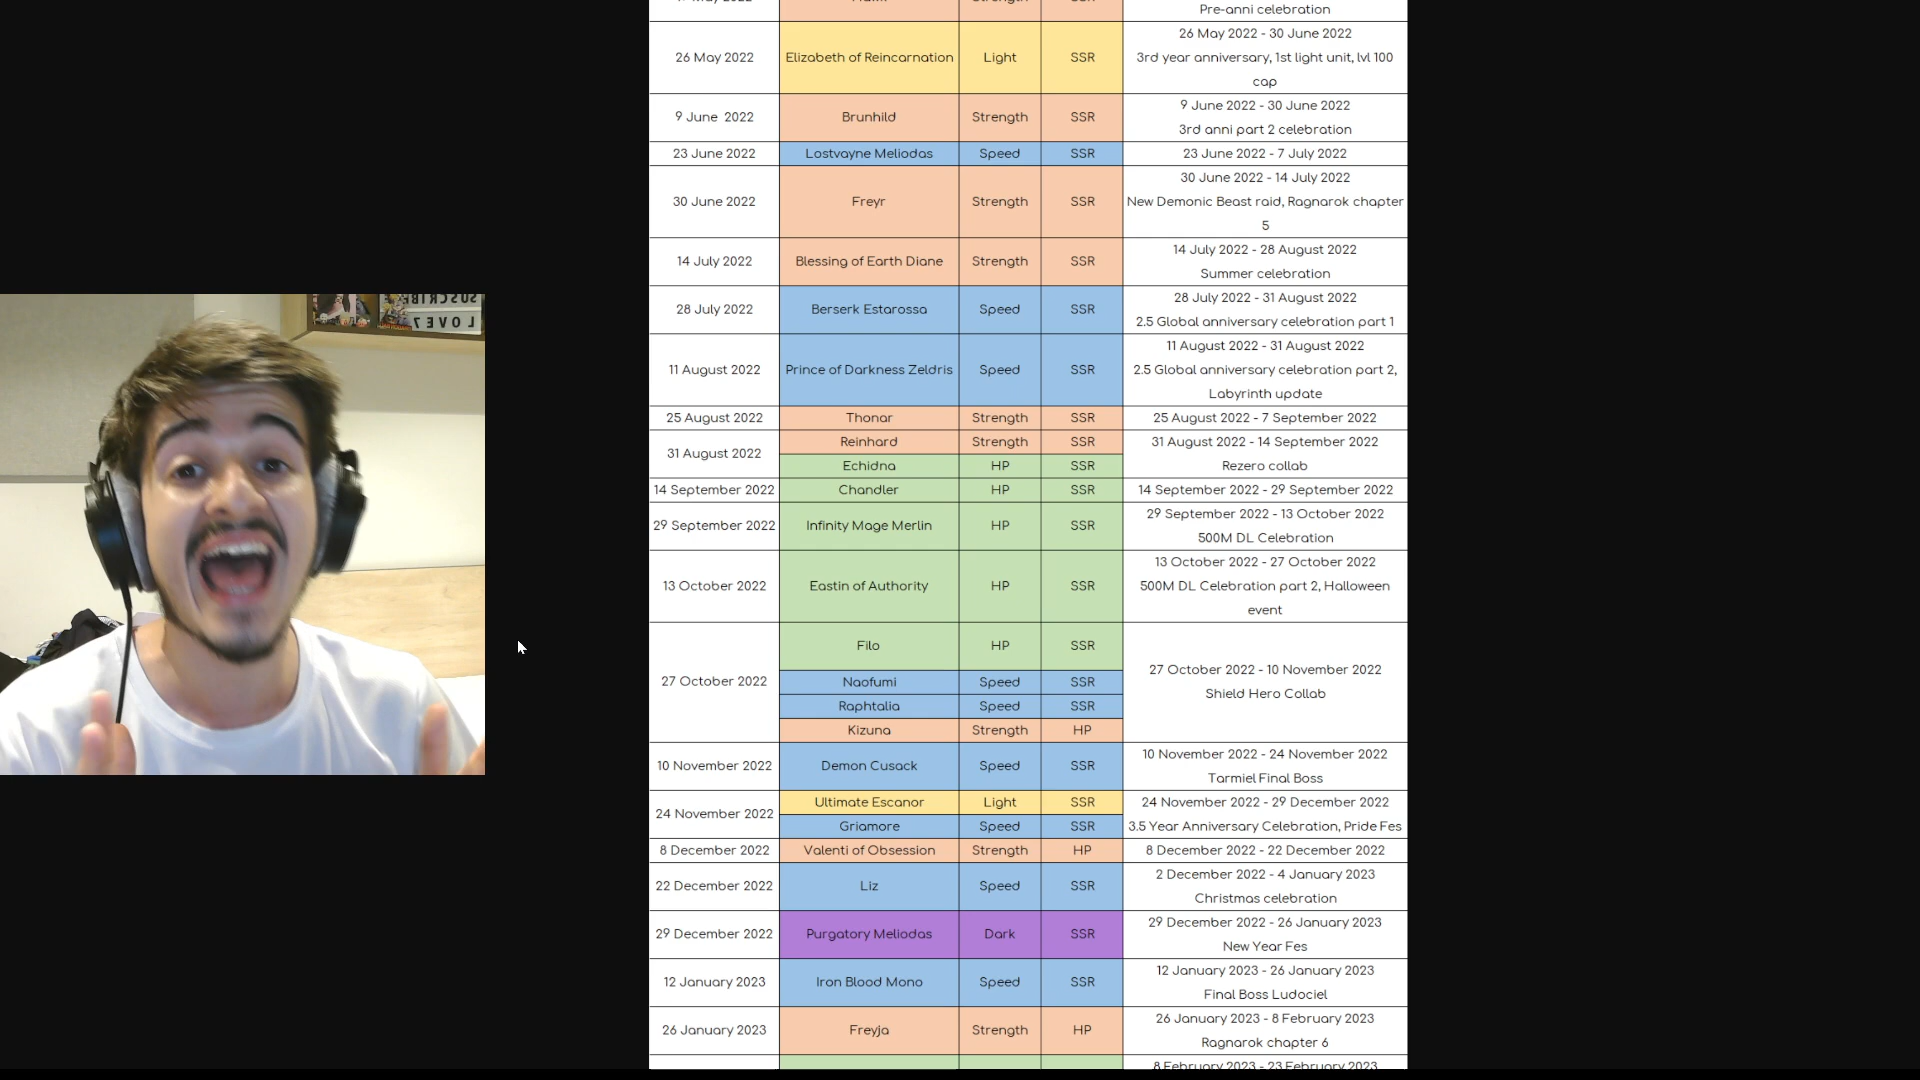 Pre-anni celebration
26 May 2022 Elizabeth of Reincarnation Light SSR 26 May 2022 - 30 June 2022
3rd year anniversary, 1st light unit, lvl 100
cap
9 June 2022 Brunhild Strength SSR 9 June 2022 - 30 June 2022
3rd anni part 2 celebration
23 June 2022 Lostvayne Meliodas Speed SSR 23 June 2022 - 7 July 2022
30 June 2022 Freyr Strength SSR 30 June 2022 - 14 July 2022
New Demonic Beast raid, Ragnarok chapter
5
14 July 2022 Blessing of Earth Diane Strength SSR 14 July 2022 - 28 August 2022
Summer celebration
28 July 2022 Berserk Estarossa Speed SSR 28 July 2022 - 31 August 2022
2.5 Global anniversary celebration part 1
11 August 2022 Prince of Darkness Zeldris Speed SSR 11 August 2022 - 31 August 2022
2.5 Global anniversary celebration part 2,
Labyrinth update
25 August 2022 Thonar Strength SSR 25 August 2022 - 7 September 2022
31 August 2022 Reinhard Strength SSR 31 August 2022 - 14 September 2022
Echidna HP SSR Rezero collab
14 September 2022 Chandler HP SSR 14 September 2022 - 29 September 2022
29 September 2022 Infinity Mage Merlin HP SSR 29 September 2022 - 13 October 2022
500M DL Celebration
13 October 2022 Eastin of Authority HP SSR 13 October 2022 - 27 October 2022
500M DL Celebration part 2, Halloween
event
27 October 2022 Filo HP SSR 27 October 2022 - 10 November 2022
Naofumi Speed SSR Shield Hero Collab
Raphtalia Speed SSR
Kizuna Strength HP
10 November 2022 Demon Cusack Speed SSR 10 November 2022 - 24 November 2022
Tarmiel Final Boss
24 November 2022 Ultimate Escanor Light SSR 24 November 2022 - 29 December 2022
Griamore Speed SSR 3.5 Year Anniversary Celebration, Pride Fes
8 December 2022 Valenti of Obsession Strength HP 8 December 2022 - 22 December 2022
22 December 2022 Liz Speed SSR 2 December 2022 - 4 January 2023
Christmas celebration
29 December 2022 Purgatory Meliodas Dark SSR 29 December 2022 - 26 January 2023
New Year Fes
12 January 2023 Iron Blood Mono Speed SSR 12 January 2023 - 26 January 2023
Final Boss Ludociel
26 January 2023 Freyja Strength HP 26 January 2023 - 8 February 2023
Ragnarok chapter 6
8 February 2023 - 23 February 2023
LOVE7